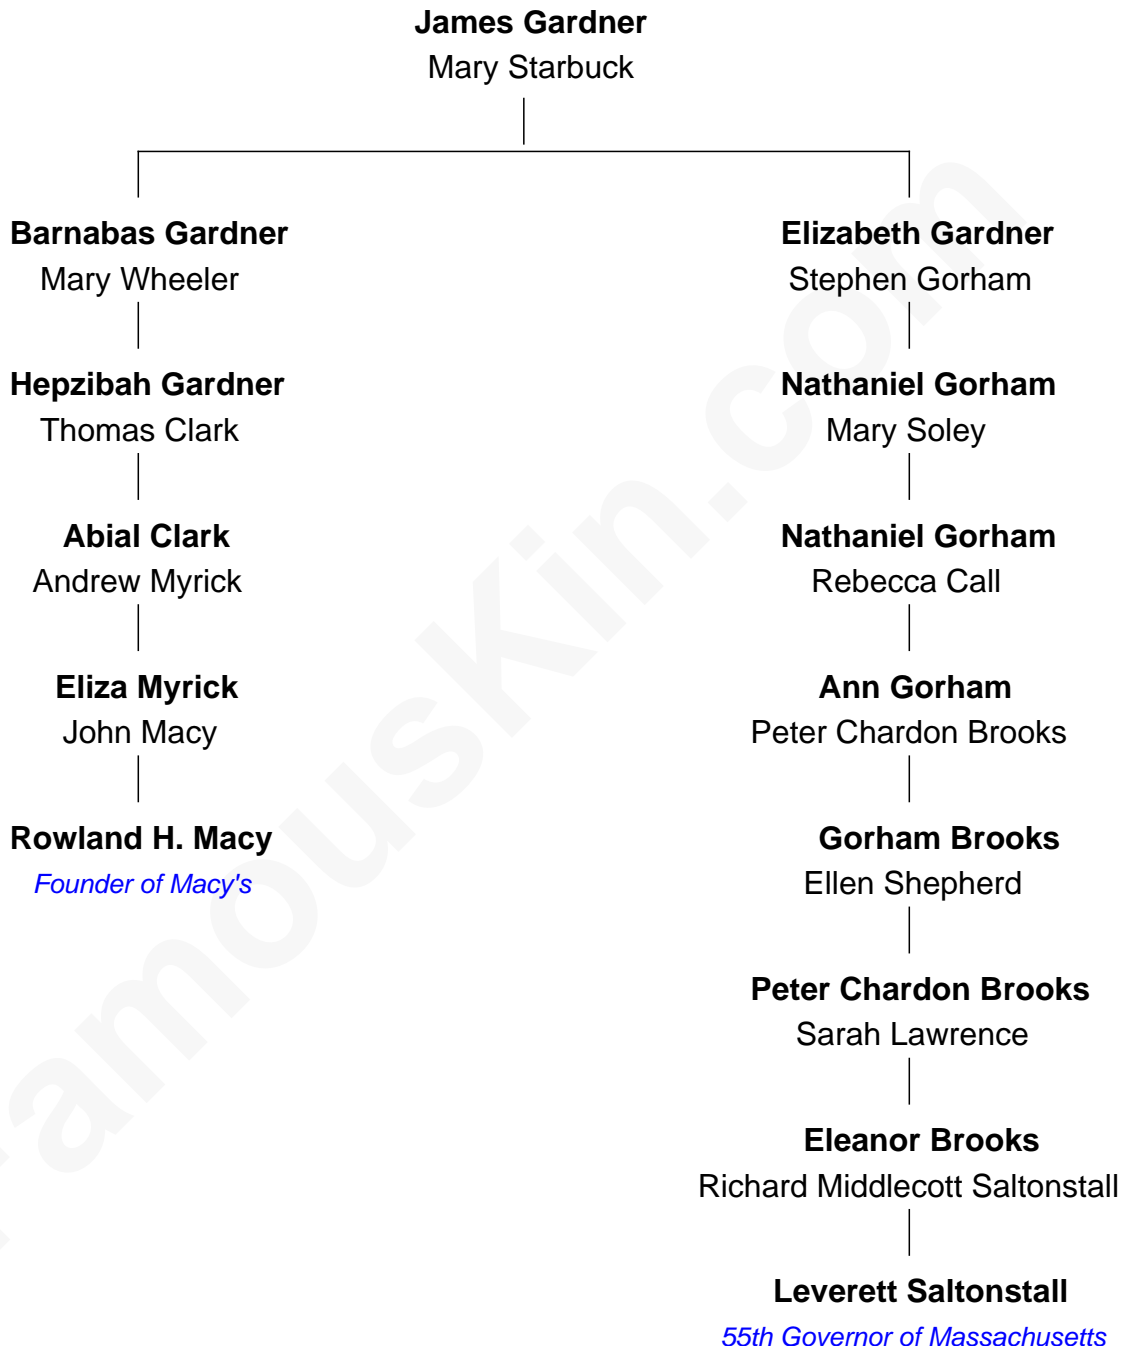 James Gardner
Mary Starbuck
Barnabas Gardner
Mary Wheeler
Elizabeth Gardner
Stephen Gorham
Hepzibah Gardner
Thomas Clark
Nathaniel Gorham
Mary Soley
Abial Clark
Andrew Myrick
Nathaniel Gorham
Rebecca Call
Eliza Myrick
John Macy
Ann Gorham
Peter Chardon Brooks
Rowland H. Macy
Founder of Macy's
Gorham Brooks
Ellen Shepherd
Peter Chardon Brooks
Sarah Lawrence
Eleanor Brooks
Richard Middlecott Saltonstall
Leverett Saltonstall
55th Governor of Massachusetts
FamousKin.com